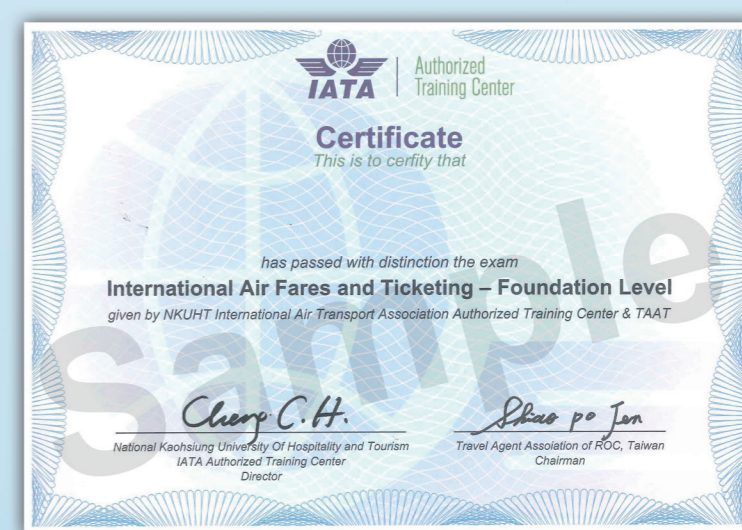 IATA
Authorized
Training Center
Certificate
This is to cerfity that
has passed with distinction the exam
International Air Fares and Ticketing – Foundation Level
given by NKUHT International Air Transport Association Authorized Training Center & TAAT
Sample
Cheng C. H.
Shiao po Jen
National Kaohsiung University Of Hospitality and Tourism
IATA Authorized Training Center
Director
Travel Agent Assoiation of ROC, Taiwan
Chairman